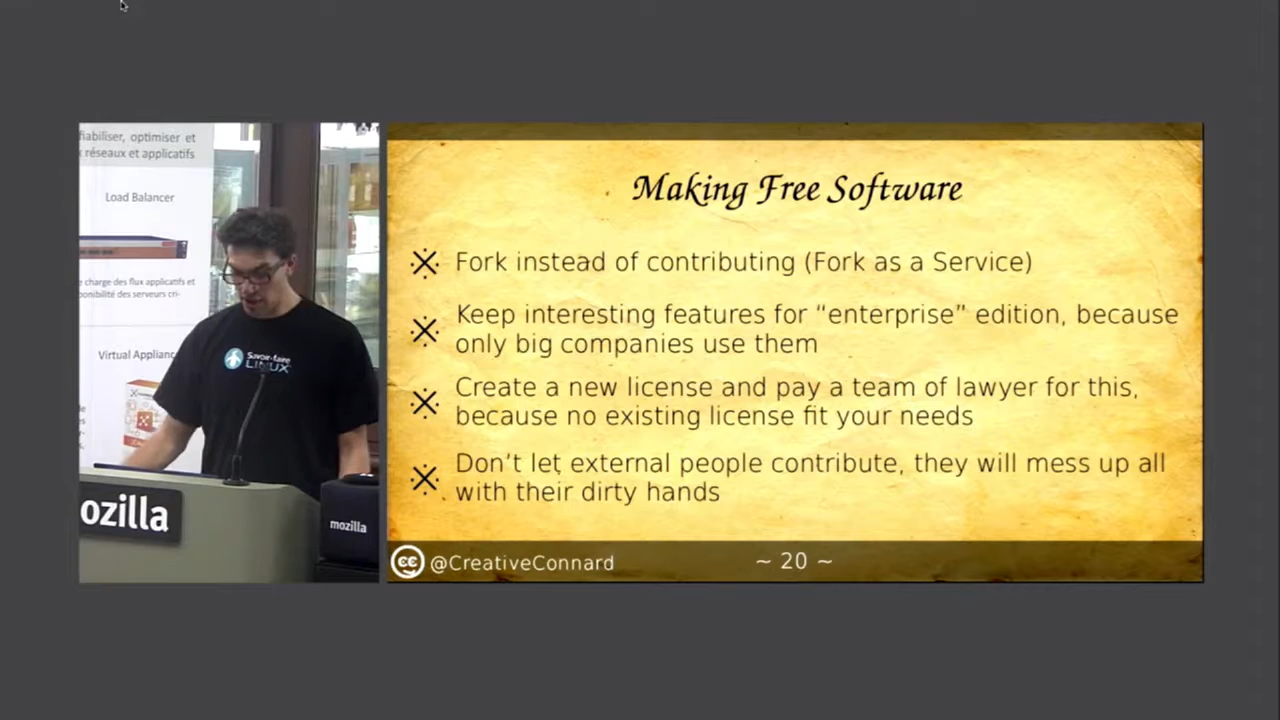 fiabiliser, optimiser et
réseaux et applicatifs
Load Balancer
charge des flux applicatifs et
ponibilité des serveurs cri-
Virtual Applianc
Savoir-faire
LINUX
ozilla
mozilla
Making Free Software
※ Fork instead of contributing (Fork as a Service)
※ Keep interesting features for “enterprise” edition, because
only big companies use them
※ Create a new license and pay a team of lawyer for this,
because no existing license fit your needs
※ Don’t let external people contribute, they will mess up all
with their dirty hands
@CreativeConnard
~ 20 ~